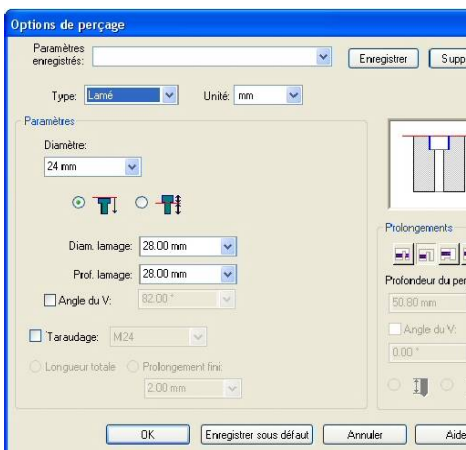 Options de perçage
Paramètres enregistrés:
Enregistrer
Supp
Type: Lamé Unité: mm
Paramètres
Diamètre:
24 mm
Diam. lamage: 28.00 mm
Prof. lamage: 28.00 mm
Angle du V: 82.00 °
Taraudage: M24
Longueur totale Prolongement fini:
2.00 mm
Prolongements
Profondeur du per
50.80 mm
Angle du V:
0.00 °
OK
Enregistrer sous défaut
Annuler
Aide